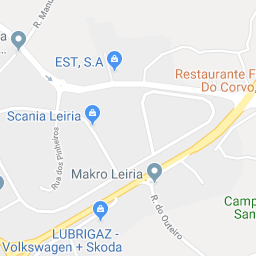 a
R. Manu
EST, S.A
Restaurante F
Do Corvo,
Scania Leiria
Rua dos Pinheiros
Makro Leiria
R. do Outeiro
Camp
San
LUBRIGAZ -
Volkswagen + Skoda